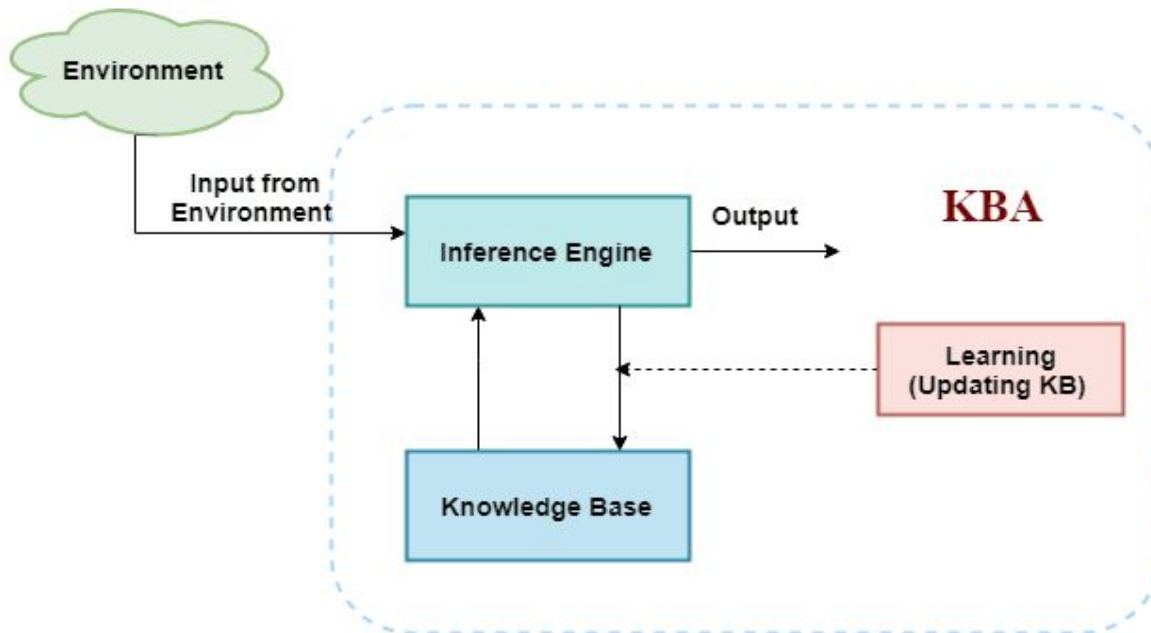 Environment
Input from
Environment
Inference Engine
Output
KBA
Learning
(Updating KB)
Knowledge Base